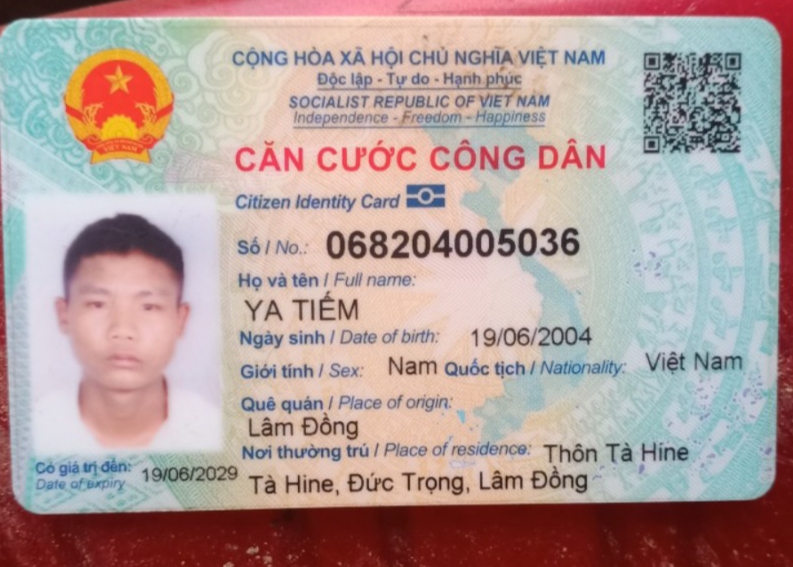 CỘNG HÒA XÃ HỘI CHỦ NGHĨA VIỆT NAM
Độc lập - Tự do - Hạnh phúc
SOCIALIST REPUBLIC OF VIET NAM
Independence - Freedom - Happiness
CĂN CƯỚC CÔNG DÂN
Citizen Identity Card
Số / No.: 068204005036
Họ và tên / Full name:
YA TIẾM
Ngày sinh / Date of birth: 19/06/2004
Giới tính / Sex: Nam Quốc tịch / Nationality: Việt Nam
Quê quán / Place of origin:
Lâm Đồng
Nơi thường trú / Place of residence: Thôn Tà Hine
Tà Hine, Đức Trọng, Lâm Đồng
Có giá trị đến: 19/06/2029
Date of expiry
VIỆT NAM